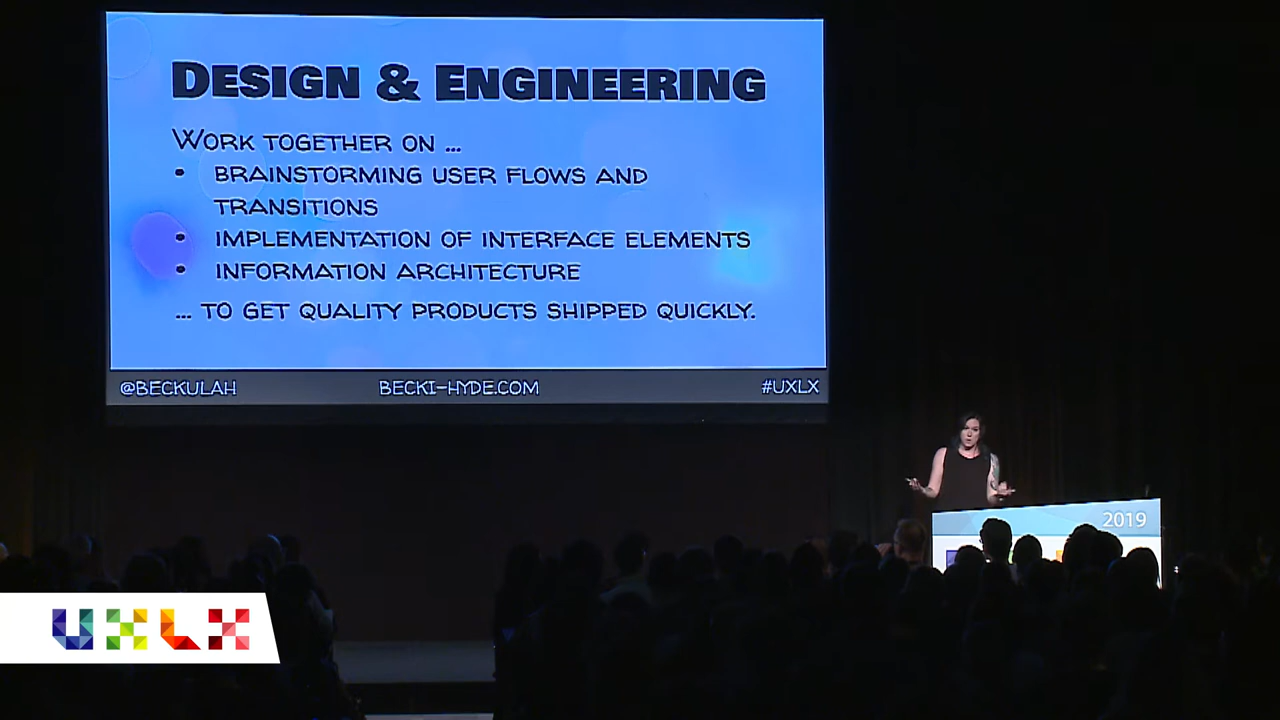 DESIGN & ENGINEERING
WORK TOGETHER ON ...
• BRAINSTORMING USER FLOWS AND
TRANSITIONS
• IMPLEMENTATION OF INTERFACE ELEMENTS
• INFORMATION ARCHITECTURE
... TO GET QUALITY PRODUCTS SHIPPED QUICKLY.
@BECKULAH BECKI-HYDE.COM #UXLX
2019
UXLX